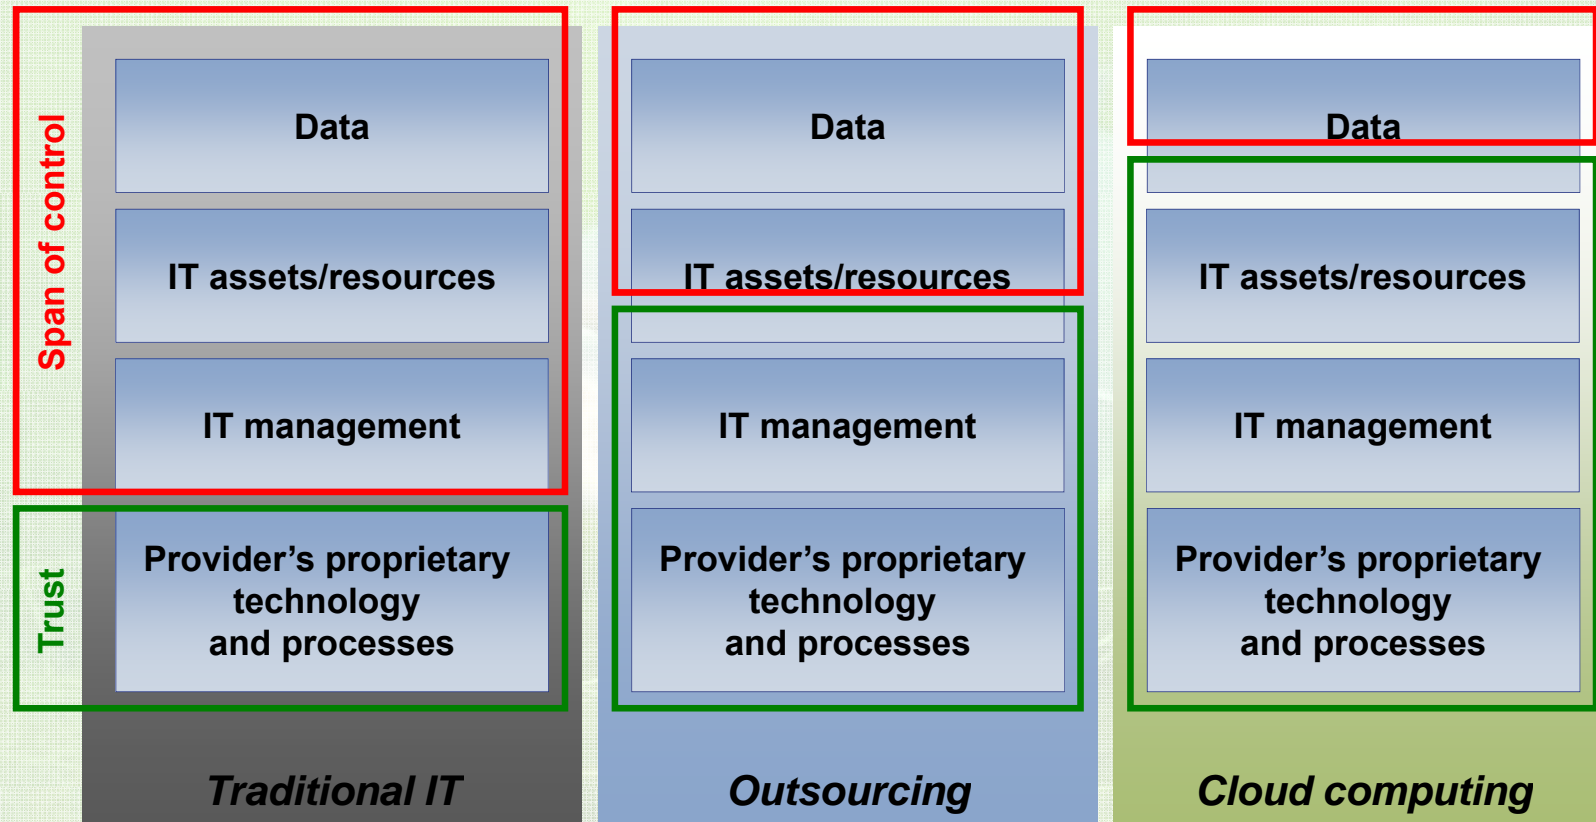 Span of control
Trust
Data
IT assets/resources
IT management
Provider’s proprietary
technology
and processes
Traditional IT
Data
IT assets/resources
IT management
Provider’s proprietary
technology
and processes
Outsourcing
Data
IT assets/resources
IT management
Provider’s proprietary
technology
and processes
Cloud computing